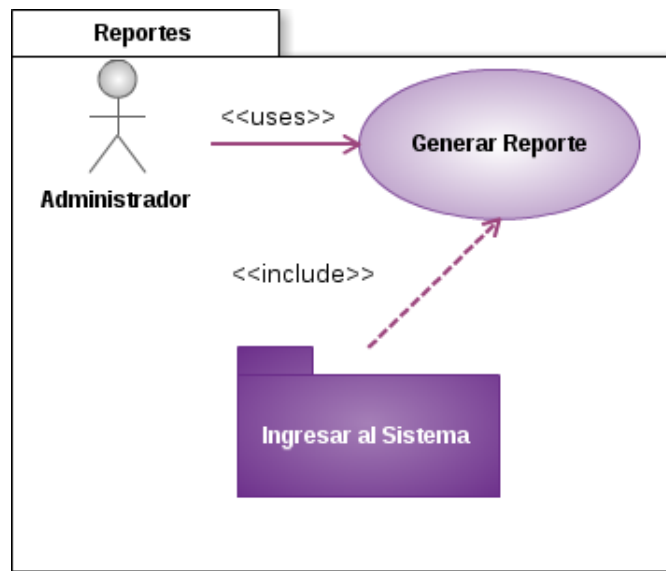 Reportes
<<uses>>
Generar Reporte
Administrador
<<include>>
Ingresar al Sistema